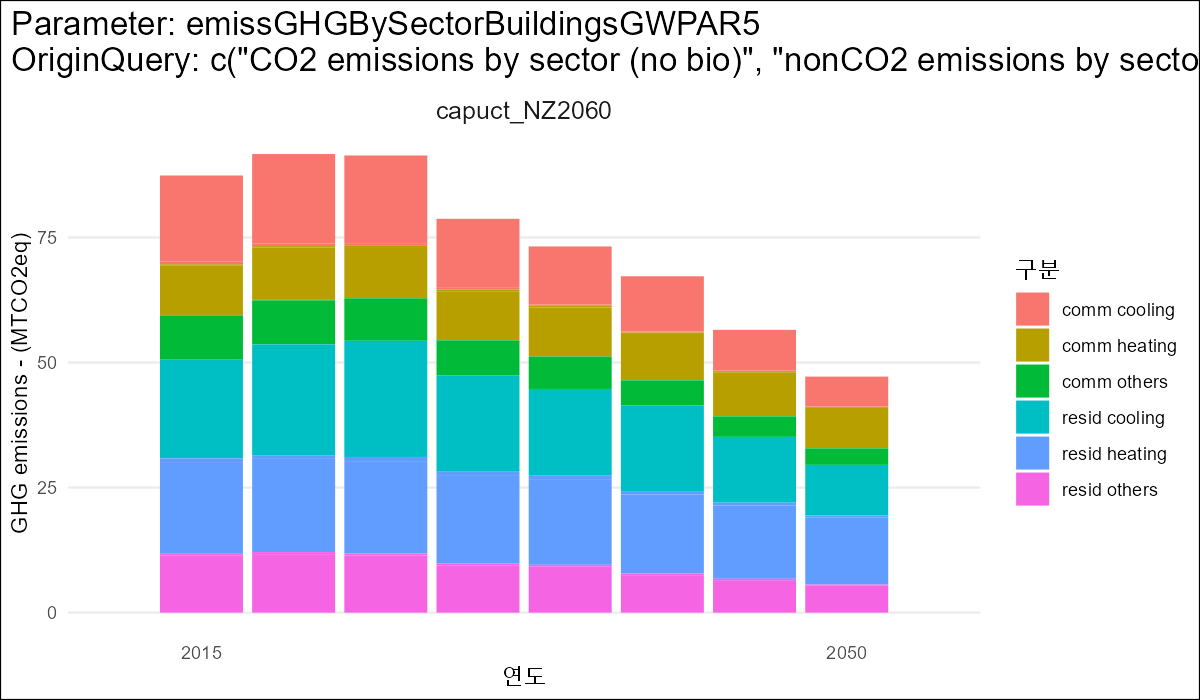 Parameter: emissGHGBySectorBuildingsGWPAR5
OriginQuery: c("CO2 emissions by sector (no bio)", "nonCO2 emissions by secto
capuct_NZ2060
GHG emissions - (MTCO2eq)
75
50
25
0
2015
2050
연도
구분
comm cooling
comm heating
comm others
resid cooling
resid heating
resid others